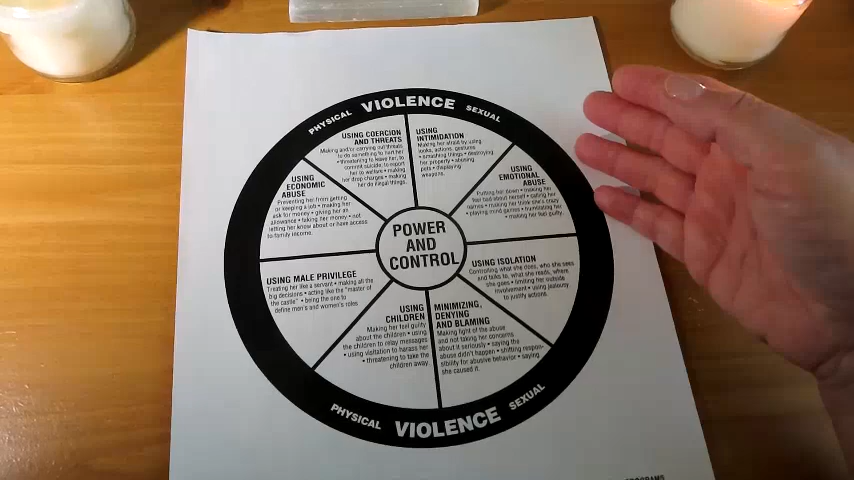 PHYSICAL VIOLENCE SEXUAL
USING COERCION
AND THREATS
Making and/or carrying out threats
to do something to hurt her
• threatening to leave her, to
commit suicide, to report
her to welfare • making
her drop charges • making
her do illegal things.
USING
INTIMIDATION
Making her afraid by using
looks, actions, gestures
• smashing things • destroying
her property • abusing
pets • displaying
weapons.
USING
ECONOMIC
ABUSE
Preventing her from getting
or keeping a job • making her
ask for money • giving her an
allowance • taking her money • not
letting her know about or have access
to family income.
USING
EMOTIONAL
ABUSE
Putting her down • making her
feel bad about herself • calling her
names • making her think she's crazy
• playing mind games • humiliating her
• making her feel guilty.
POWER
AND
CONTROL
USING MALE PRIVILEGE
Treating her like a servant • making all the
big decisions • acting like the "master of
the castle" • being the one to
define men's and women's roles
USING ISOLATION
Controlling what she does, who she sees
and talks to, what she reads, where
she goes • limiting her outside
involvement • using jealousy
to justify actions.
USING
CHILDREN
Making her feel guilty
about the children • using
the children to relay messages
• using visitation to harass her
• threatening to take the
children away.
MINIMIZING,
DENYING
AND BLAMING
Making light of the abuse
and not taking her concerns
about it seriously • saying the
abuse didn't happen • shifting respon-
sibility for abusive behavior • saying
she caused it.
PHYSICAL VIOLENCE SEXUAL